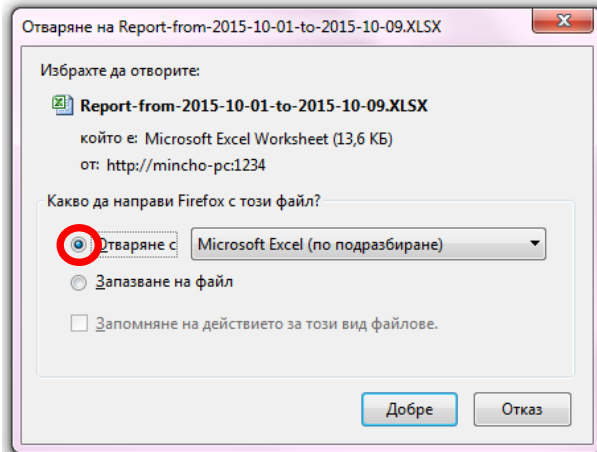 Отваряне на Report-from-2015-10-01-to-2015-10-09.XLSX
Избрахте да отворите:
Report-from-2015-10-01-to-2015-10-09.XLSX
който е: Microsoft Excel Worksheet (13,6 КБ)
от: http://mincho-pc:1234
Какво да направи Firefox с този файл?
Отваряне с Microsoft Excel (по подразбиране)
Запазване на файл
Запомняне на действието за този вид файлове.
Добре Отказ